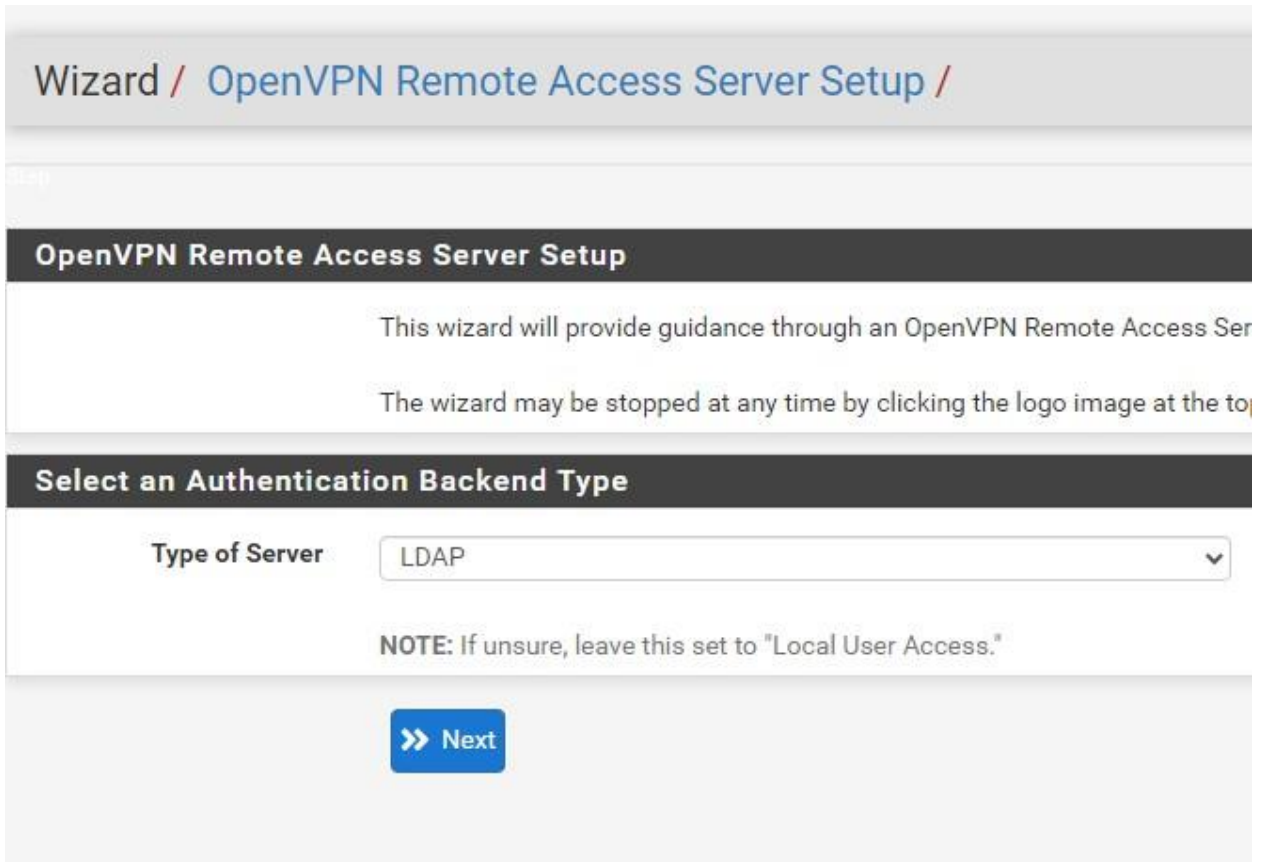 Wizard / OpenVPN Remote Access Server Setup /
Step
OpenVPN Remote Access Server Setup
This wizard will provide guidance through an OpenVPN Remote Access Ser
The wizard may be stopped at any time by clicking the logo image at the top
Select an Authentication Backend Type
Type of Server LDAP
NOTE: If unsure, leave this set to "Local User Access."
Next